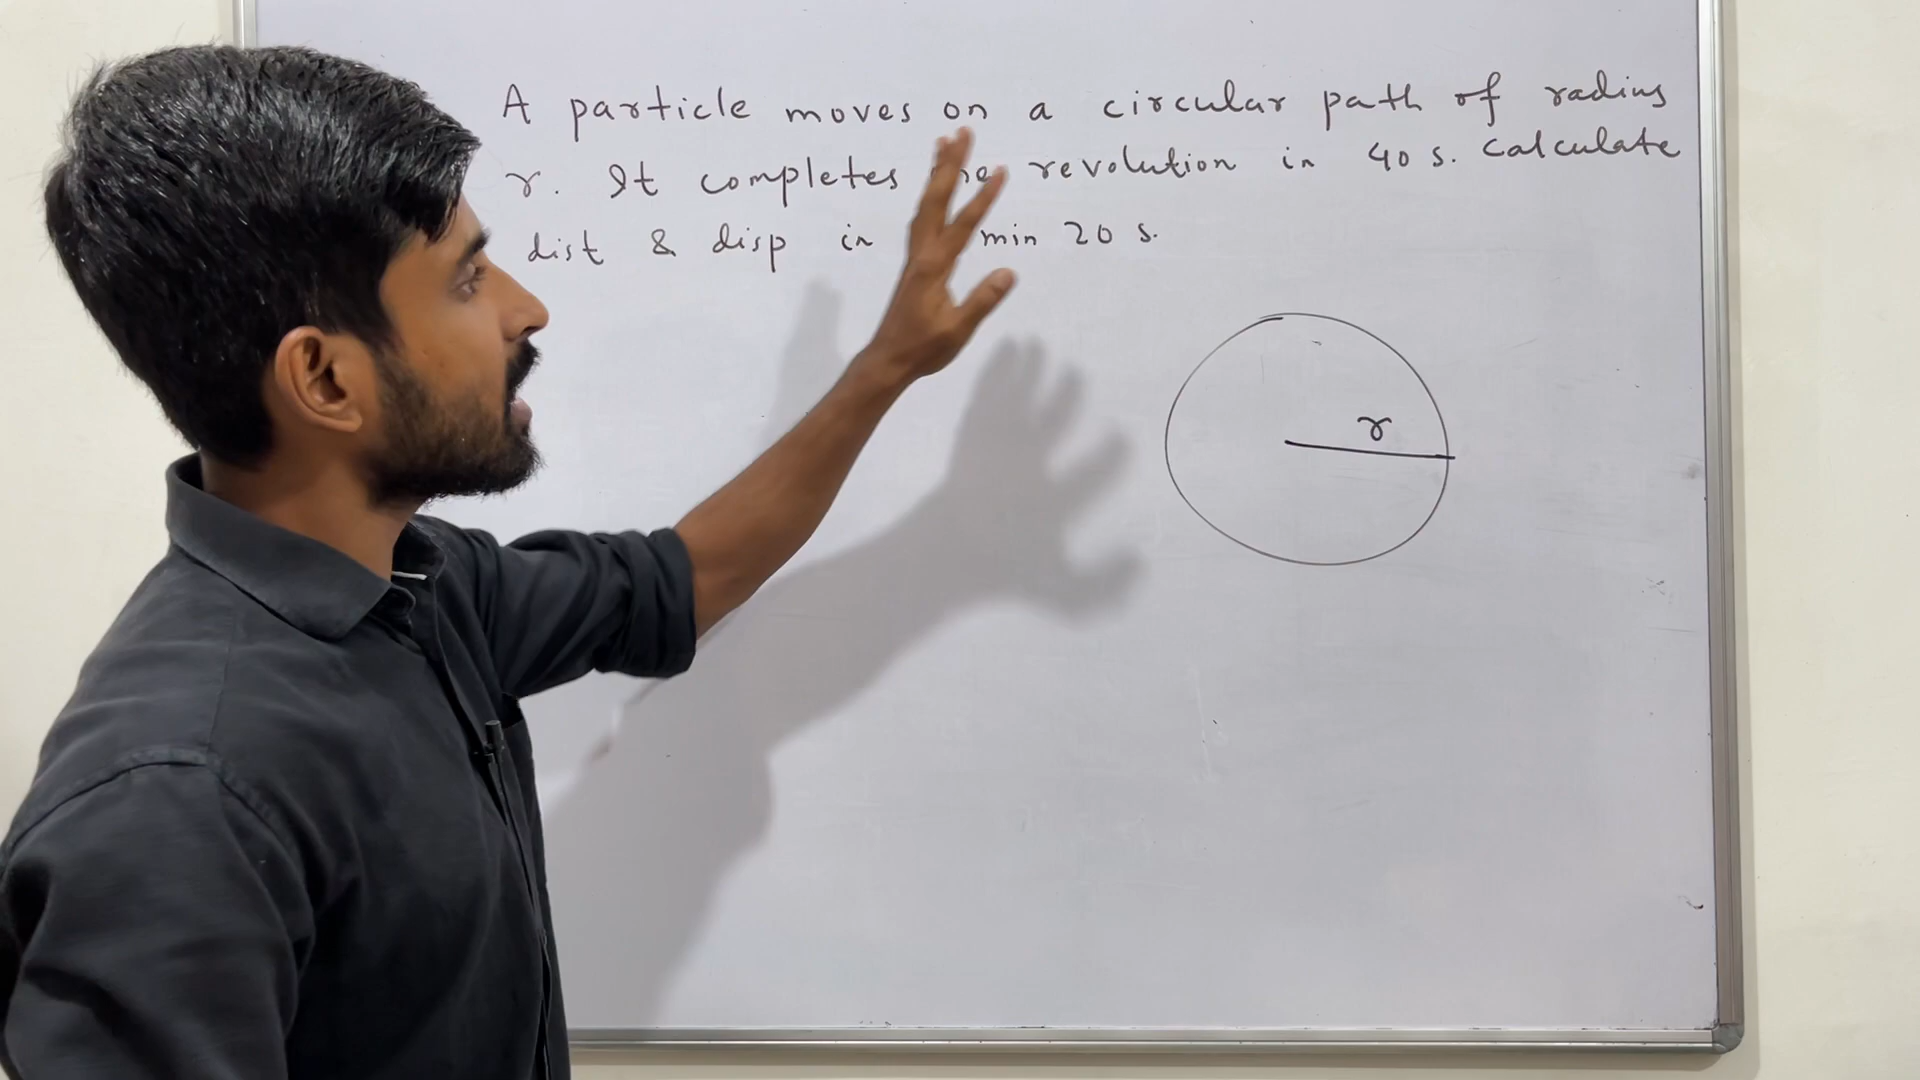 A particle moves on a circular path of radius
r. It completes revolution in 40 s. calculate
dist & disp in min 20 s.
r